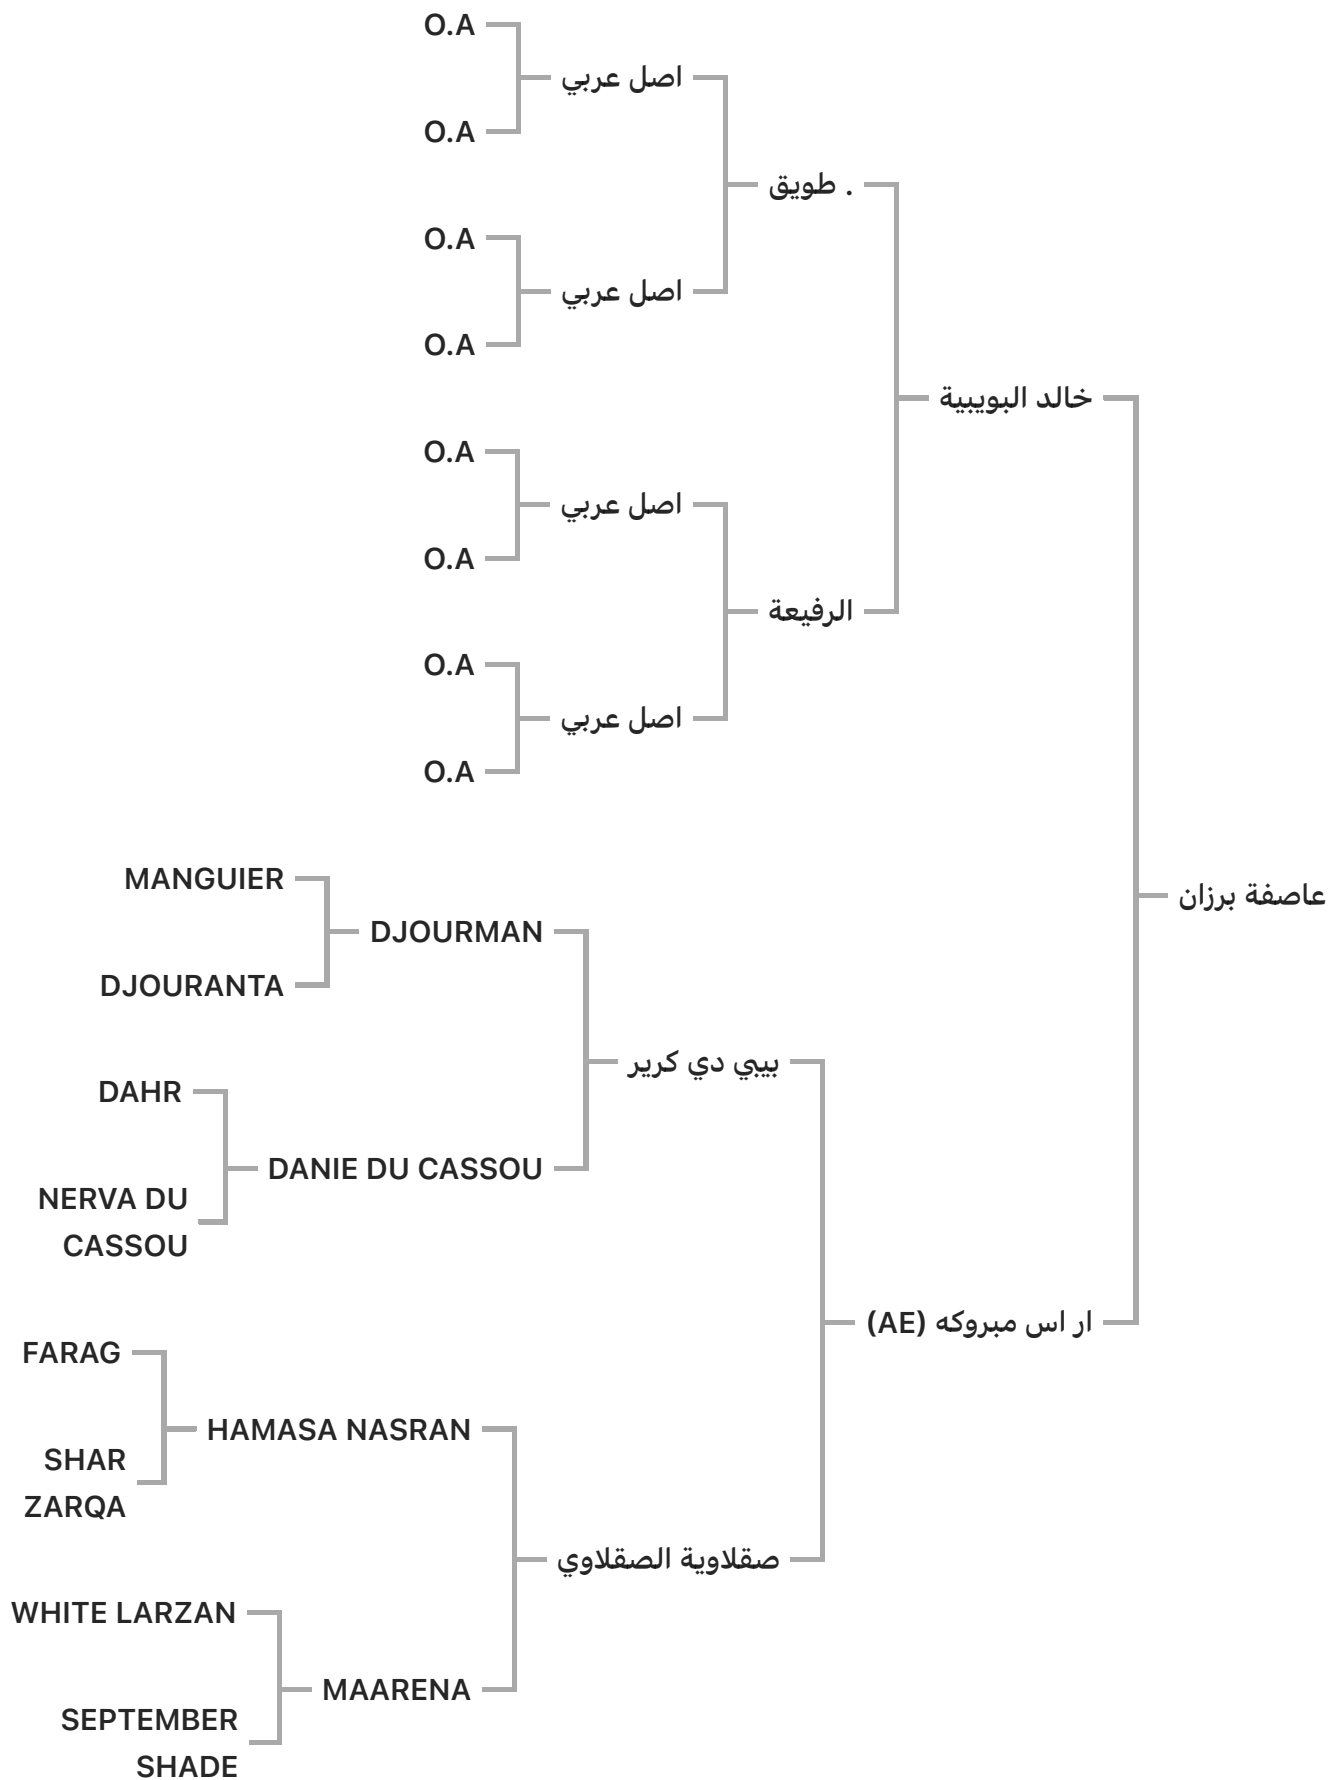 O.A
اصل عربي
O.A
. طويق
O.A
اصل عربي
O.A
خالد البويبية
O.A
اصل عربي
O.A
الرفيعة
O.A
اصل عربي
O.A
MANGUIER
عاصفة برزان
DJOURMAN
DJOURANTA
بيبي دي كرير
DAHR
DANIE DU CASSOU
NERVA DU
CASSOU
ار اس مبروكه (AE)
FARAG
HAMASA NASRAN
SHAR
ZARQA
صقلاوية الصقلاوي
WHITE LARZAN
MAARENA
SEPTEMBER
SHADE